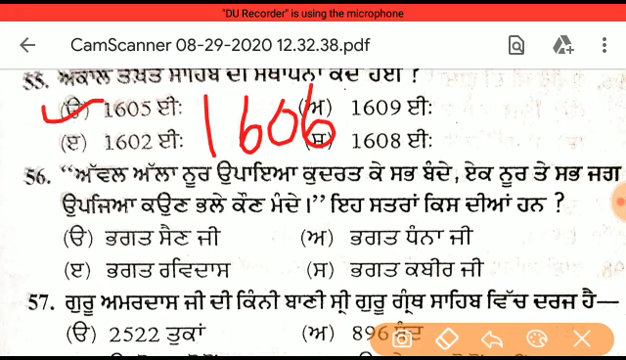 "DU Recorder" is using the microphone
CamScanner 08-29-2020 12.32.38.pdf
55. ਅਕਾਲ ਤਖ਼ਤ ਸਾਹਿਬ ਦੀ ਸਥਾਪਨਾ ਕਦੋਂ ਹੋਈ ?
(ੳ) 1605 ਈ: (ਅ) 1609 ਈ:
1606
(ੲ) 1602 ਈ: (ਸ) 1608 ਈ:
56. “ਅੱਵਲ ਅੱਲਾ ਨੂਰ ਉਪਾਇਆ ਕੁਦਰਤ ਕੇ ਸਭ ਬੰਦੇ, ਏਕ ਨੂਰ ਤੇ ਸਭ ਜਗ
ਉਪਜਿਆ ਕਉਣ ਭਲੇ ਕੌਣ ਮੰਦੇ।” ਇਹ ਸਤਰਾਂ ਕਿਸ ਦੀਆਂ ਹਨ ?
(ੳ) ਭਗਤ ਸੈਣ ਜੀ (ਅ) ਭਗਤ ਧੰਨਾ ਜੀ
(ੲ) ਭਗਤ ਰਵਿਦਾਸ (ਸ) ਭਗਤ ਕਬੀਰ ਜੀ
57. ਗੁਰੂ ਅਮਰਦਾਸ ਜੀ ਦੀ ਕਿੰਨੀ ਬਾਣੀ ਸ੍ਰੀ ਗੁਰੂ ਗ੍ਰੰਥ ਸਾਹਿਬ ਵਿੱਚ ਦਰਜ ਹੈ—
(ੳ) 2522 ਤੁਕਾਂ (ਅ) 896